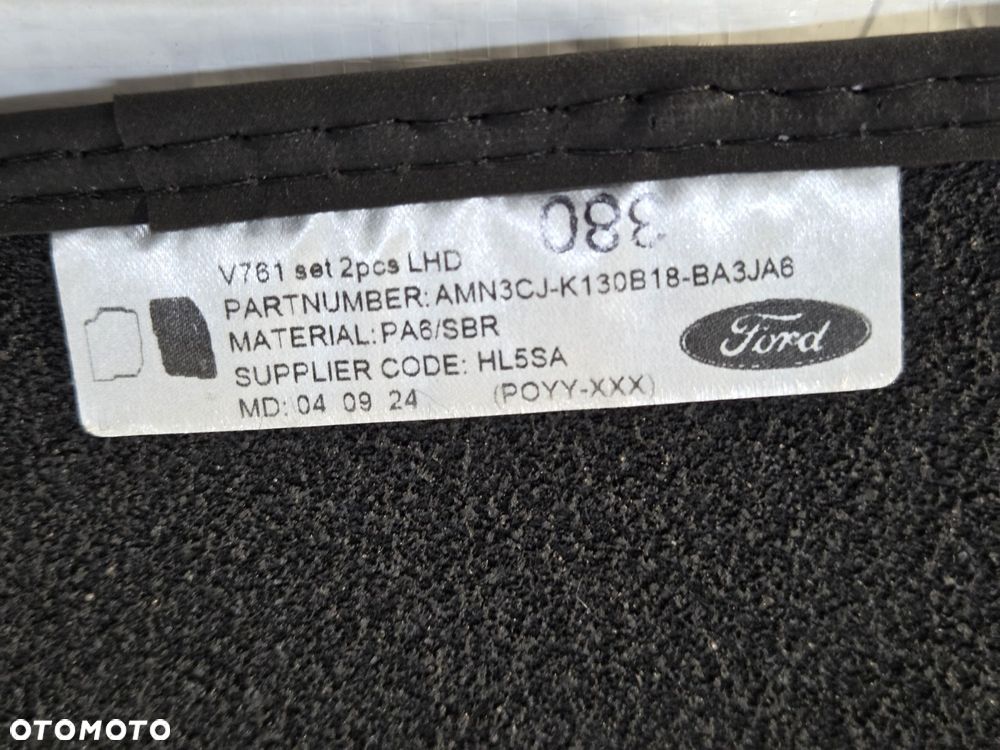 380
V761 set 2pcs LHD
PARTNUMBER: AMN3CJ-K130B18-BA3JA6
MATERIAL: PA6/SBR
SUPPLIER CODE: HL5SA
MD: 04 09 24 (POYY-XXX)
Ford
OTOMOTO